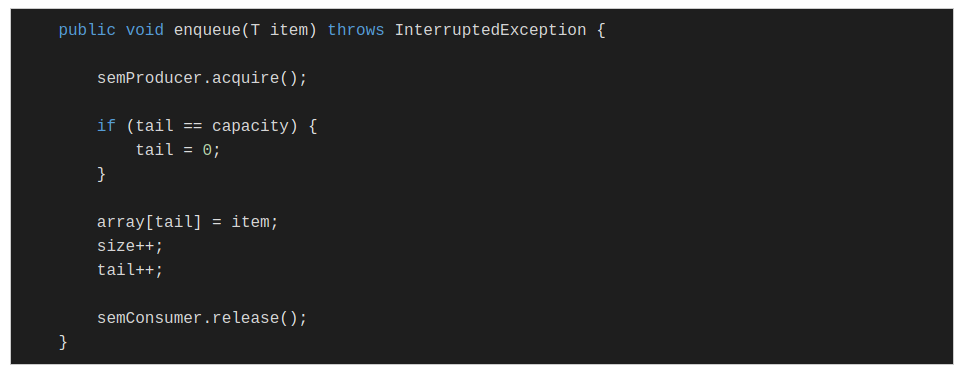 public void enqueue(T item) throws InterruptedException {
semProducer.acquire();
if (tail == capacity) {
tail = 0;
}
array[tail] = item;
size++;
tail++;
semConsumer.release();
}